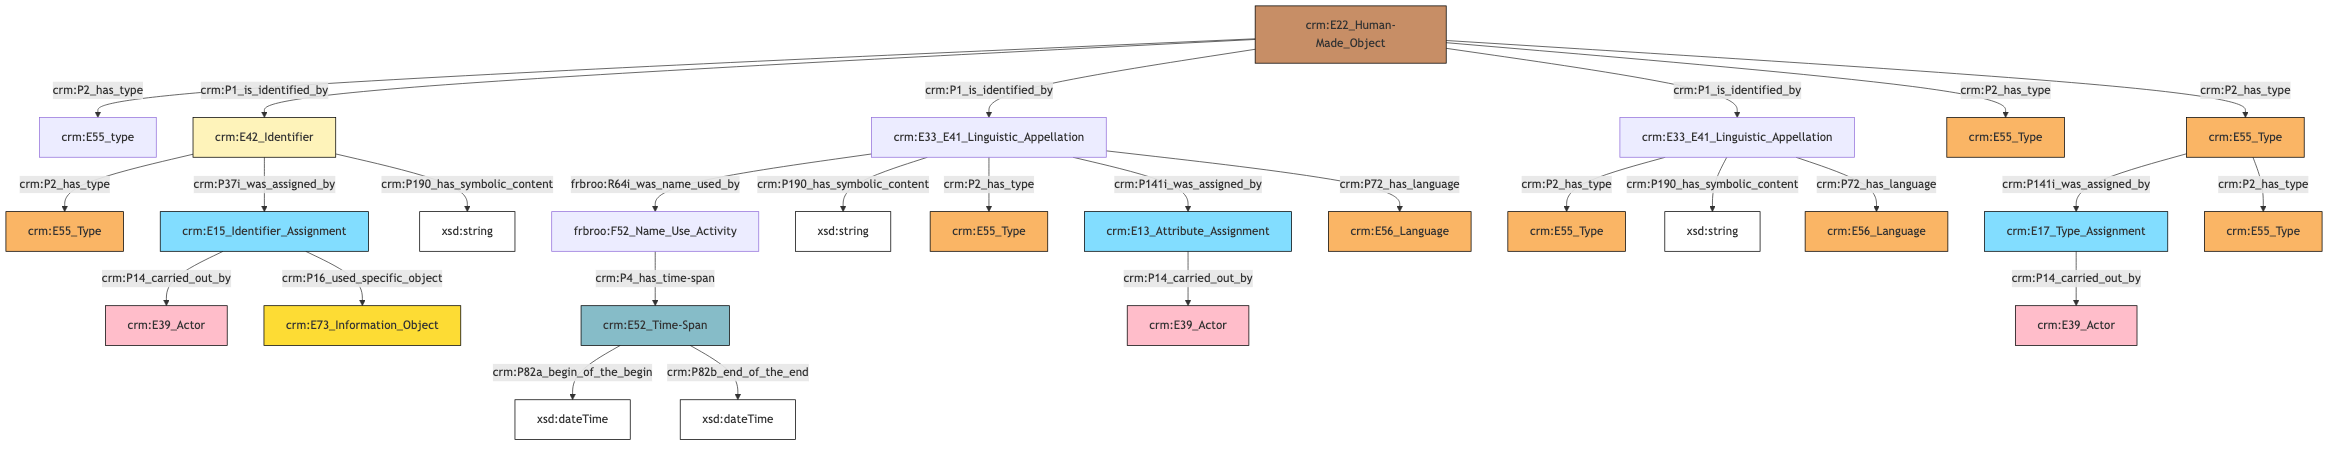 crm:E22_Human-
Made_Object
crm:P2_has_type
crm:P1_is_identified_by
crm:P1_is_identified_by
crm:P1_is_identified_by
crm:P2_has_type
crm:P2_has_type
crm:E55_type
crm:E42_Identifier
crm:E33_E41_Linguistic_Appellation
crm:E33_E41_Linguistic_Appellation
crm:E55_Type
crm:E55_Type
crm:P2_has_type
crm:P37i_was_assigned_by
crm:P190_has_symbolic_content
frbroo:R64i_was_name_used_by
crm:P190_has_symbolic_content
crm:P2_has_type
crm:P141i_was_assigned_by
crm:P72_has_language
crm:P2_has_type
crm:P190_has_symbolic_content
crm:P72_has_language
crm:P141i_was_assigned_by
crm:P2_has_type
crm:E55_Type
crm:E15_Identifier_Assignment
xsd:string
frbroo:F52_Name_Use_Activity
xsd:string
crm:E55_Type
crm:E13_Attribute_Assignment
crm:E56_Language
crm:E55_Type
xsd:string
crm:E56_Language
crm:E17_Type_Assignment
crm:E55_Type
crm:P14_carried_out_by
crm:P16_used_specific_object
crm:P4_has_time-span
crm:P14_carried_out_by
crm:P14_carried_out_by
crm:E39_Actor
crm:E73_Information_Object
crm:E52_Time-Span
crm:E39_Actor
crm:E39_Actor
crm:P82a_begin_of_the_begin
crm:P82b_end_of_the_end
xsd:dateTime
xsd:dateTime